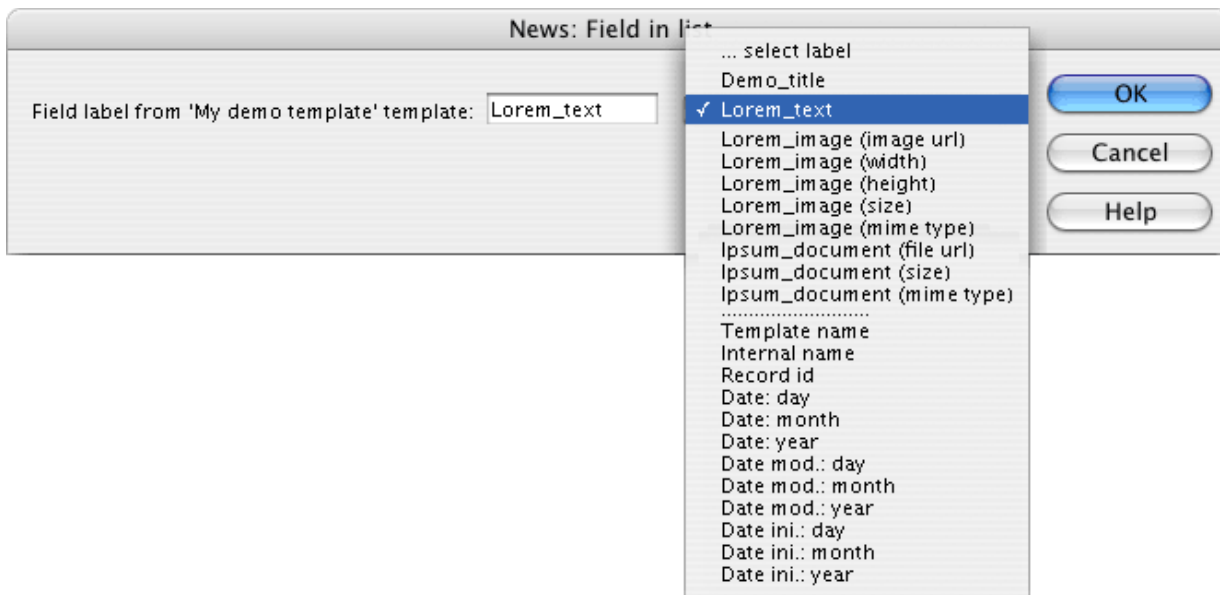 News: Field in list
Field label from 'My demo template' template: Lorem_text
... select label
Demo_title
✓ Lorem_text
Lorem_image (image url)
Lorem_image (width)
Lorem_image (height)
Lorem_image (size)
Lorem_image (mime type)
Ipsum_document (file url)
Ipsum_document (size)
Ipsum_document (mime type)
...........................
Template name
Internal name
Record id
Date: day
Date: month
Date: year
Date mod.: day
Date mod.: month
Date mod.: year
Date ini.: day
Date ini.: month
Date ini.: year
OK
Cancel
Help